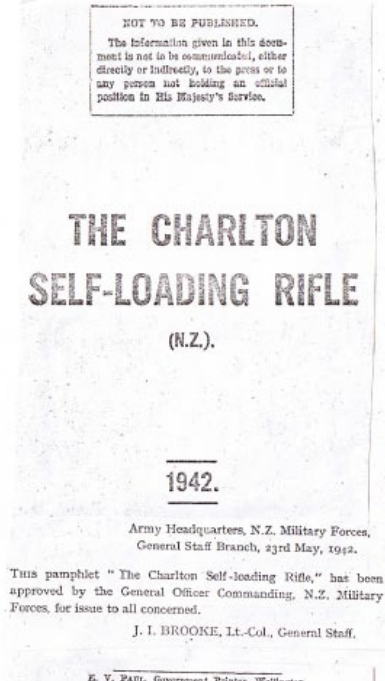 NOT TO BE PUBLISHED.
The information given in this docu-
ment is not to be communicated, either
directly or indirectly, to the press or to
any person not holding an official
position in His Majesty's Service.
THE CHARLTON
SELF-LOADING RIFLE
(N.Z.).
1942.
Army Headquarters, N.Z. Military Forces,
General Staff Branch, 23rd May, 1942.
THIS pamphlet " The Charlton Self-loading Rifle," has been
approved by the General Officer Commanding, N.Z. Military
Forces, for issue to all concerned.
J. I. BROOKE, Lt.-Col., General Staff.
E. V. PAUL, Government Printer, Wellington